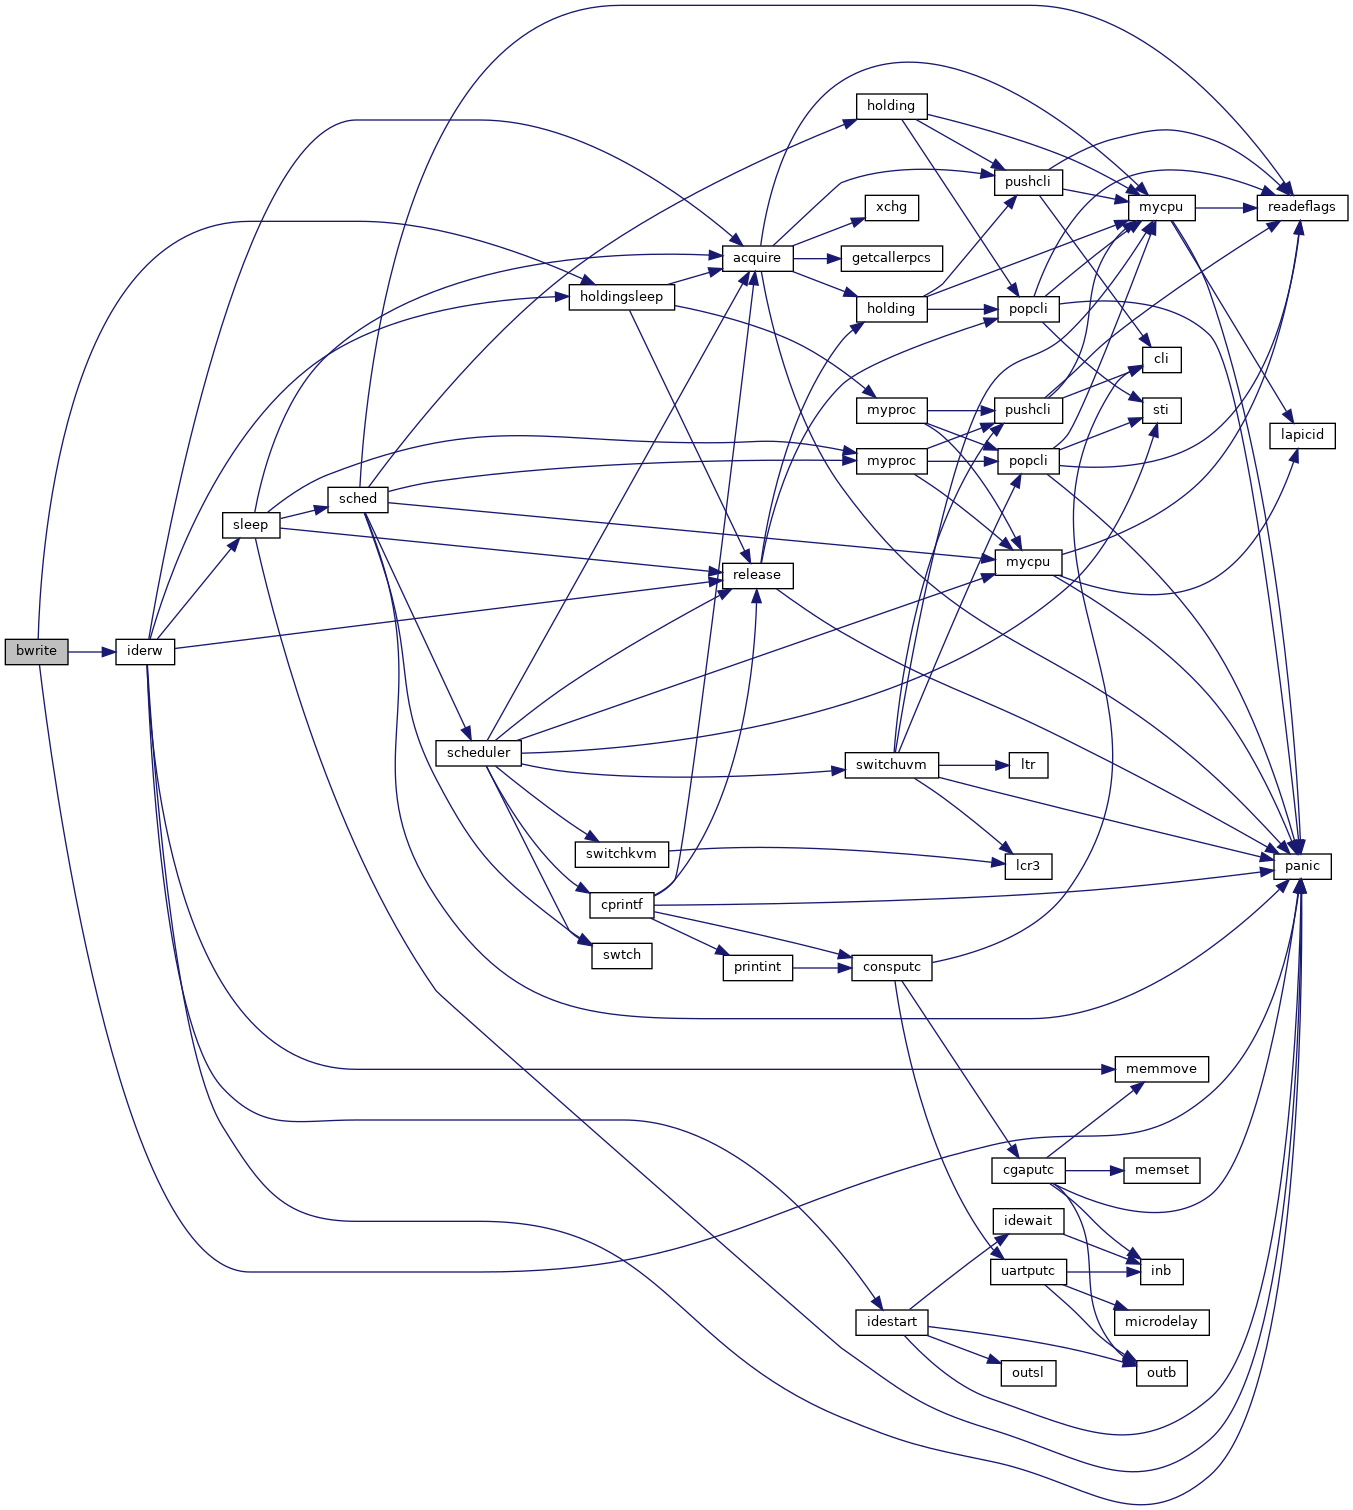 holding
pushcli
xchg
mycpu
readeflags
acquire
getcallerpcs
holdingsleep
holding
popcli
cli
myproc
pushcli
sti
lapicid
myproc
popcli
sched
sleep
mycpu
release
bwrite
iderw
scheduler
switchuvm
ltr
switchkvm
lcr3
panic
cprintf
swtch
printint
consputc
memmove
cgaputc
memset
idewait
uartputc
inb
idestart
microdelay
outsl
outb